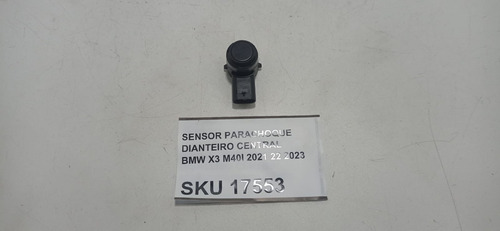 SENSOR PARACHOQUE
DIANTEIRO CENTRAL
BMW X3 M40I 2021 22 2023
SKU 17553